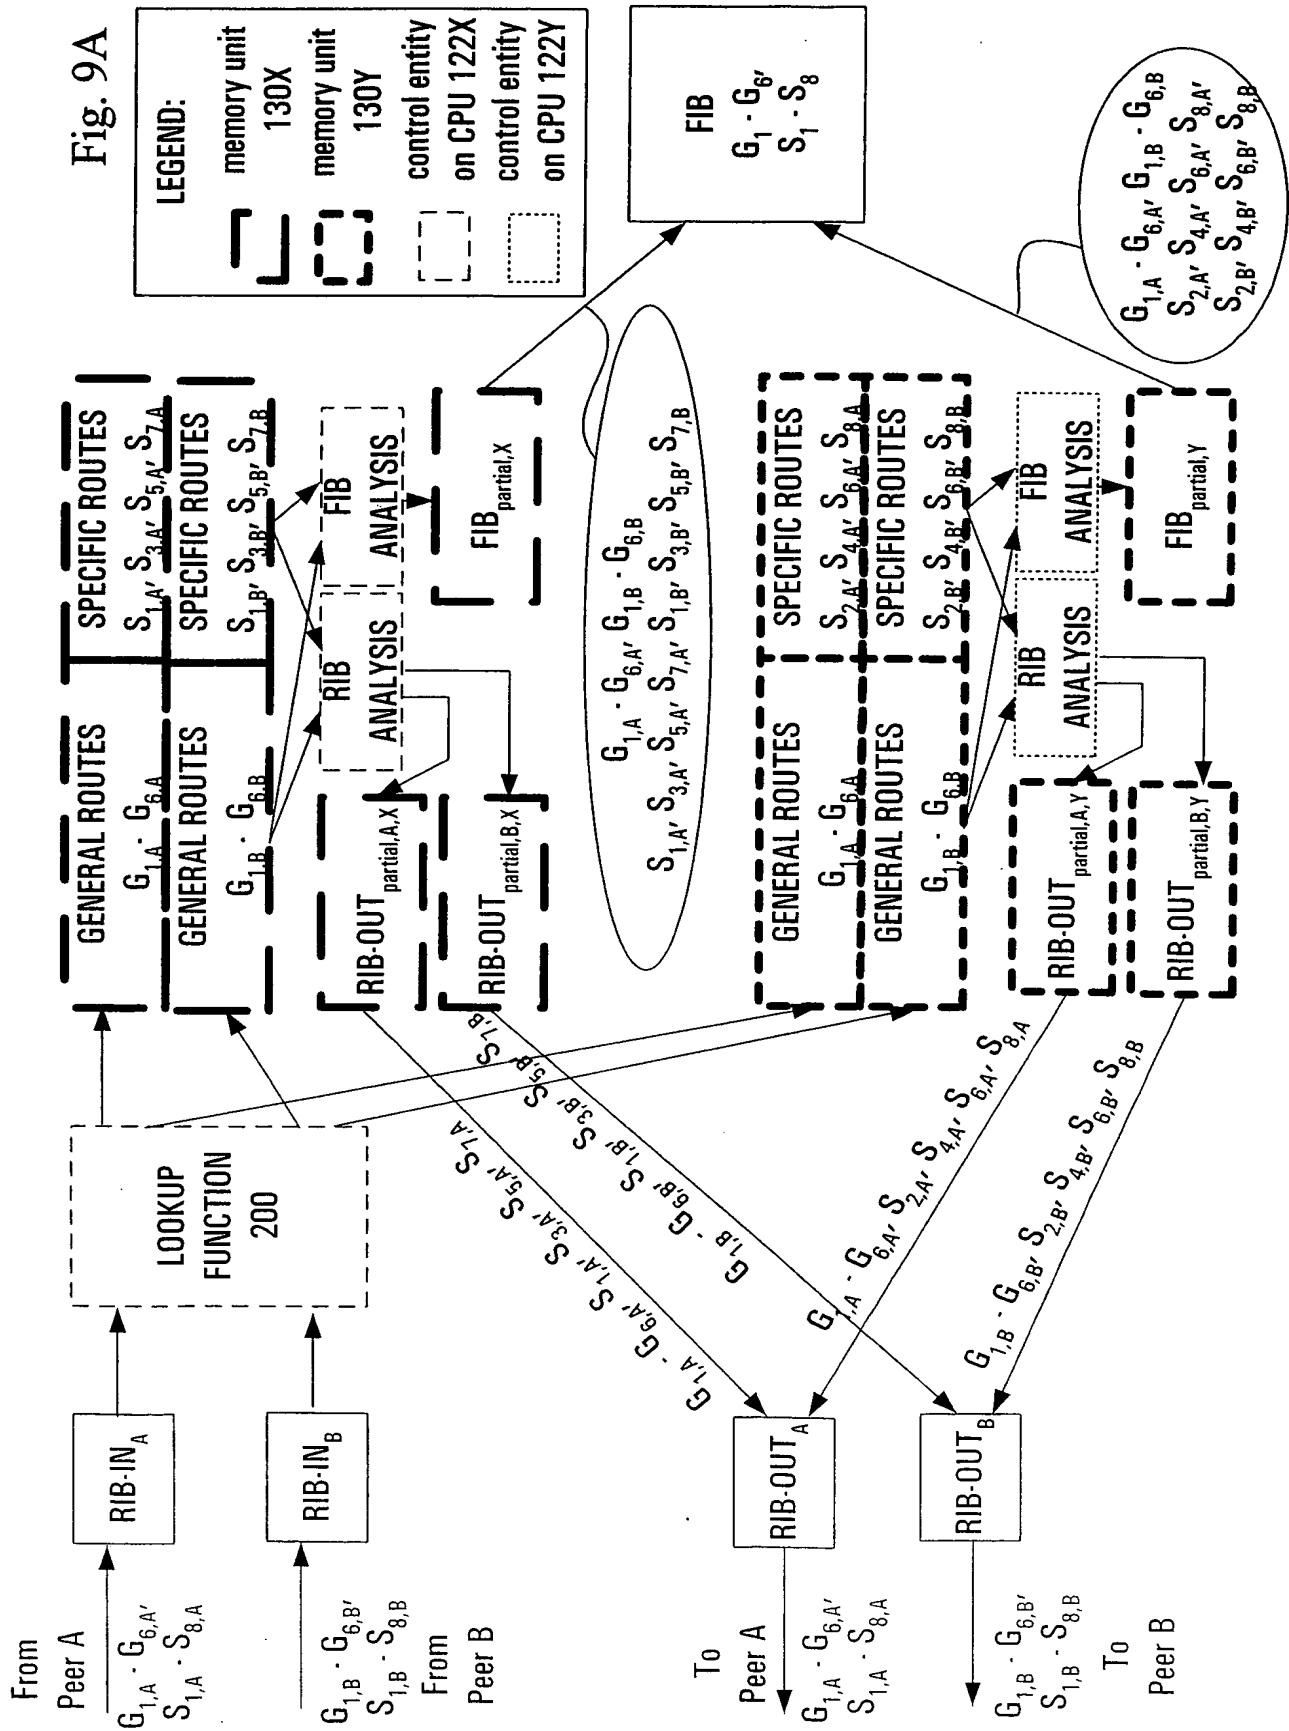 Fig. 9A
LEGEND:
memory unit
130X
memory unit
130Y
control entity
on CPU 122X
control entity
on CPU 122Y
From
Peer A
G1,A - G6,A,
S1,A - S8,A
RIB-INA
G1,B - G6,B,
S1,B - S8,B
From
Peer B
RIB-INB
LOOKUP
FUNCTION
200
GENERAL ROUTES
G1,A - G6,A
SPECIFIC ROUTES
S1,A, S3,A, S5,A, S7,A
GENERAL ROUTES
G1,B - G6,B
SPECIFIC ROUTES
S1,B, S3,B, S5,B, S7,B
RIB
ANALYSIS
FIB
ANALYSIS
RIB-OUTpartial,A,X
RIB-OUTpartial,B,X
FIBpartial,X
G1,A - G6,A, G1,B - G6,B
S1,A, S3,A, S5,A, S7,A, S1,B, S3,B, S5,B, S7,B
FIB
G1 - G6,
S1 - S8
GENERAL ROUTES
G1,A - G6,A
SPECIFIC ROUTES
S2,A, S4,A, S6,A, S8,A
GENERAL ROUTES
G1,B - G6,B
SPECIFIC ROUTES
S2,B, S4,B, S6,B, S8,B
RIB
ANALYSIS
FIB
ANALYSIS
RIB-OUTpartial,A,Y
RIB-OUTpartial,B,Y
FIBpartial,Y
G1,A - G6,A, G1,B - G6,B
S2,A, S4,A, S6,A, S8,A,
S2,B, S4,B, S6,B, S8,B
G1,A - G6,A, S1,A, S3,A, S5,A, S7,A
G1,B - G6,B, S1,B, S3,B, S5,B, S7,B
G1,A - G6,A, S2,A, S4,A, S6,A, S8,A
G1,B - G6,B, S2,B, S4,B, S6,B, S8,B
RIB-OUTA
RIB-OUTB
To
Peer A
G1,A - G6,A,
S1,A - S8,A
G1,B - G6,B,
S1,B - S8,B
To
Peer B